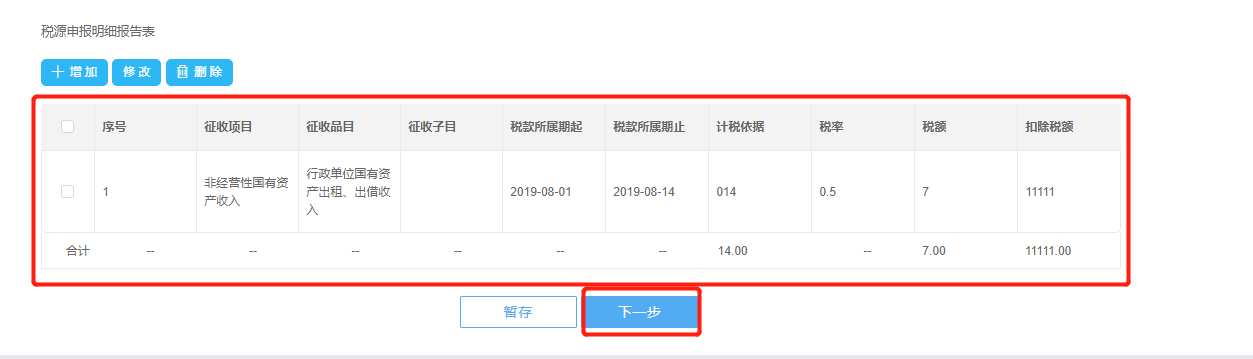 税源申报明细报告表
增加 修改 删除
序号 征收项目 征收品目 征收子目 税款所属期起 税款所属期止 计税依据 税率 税额 扣除税额
1 非经营性国有资产收入 行政单位国有资产出租、出借收入 2019-08-01 2019-08-14 014 0.5 7 11111
合计 -- -- -- -- -- -- 14.00 -- 7.00 11111.00
暂存 下一步